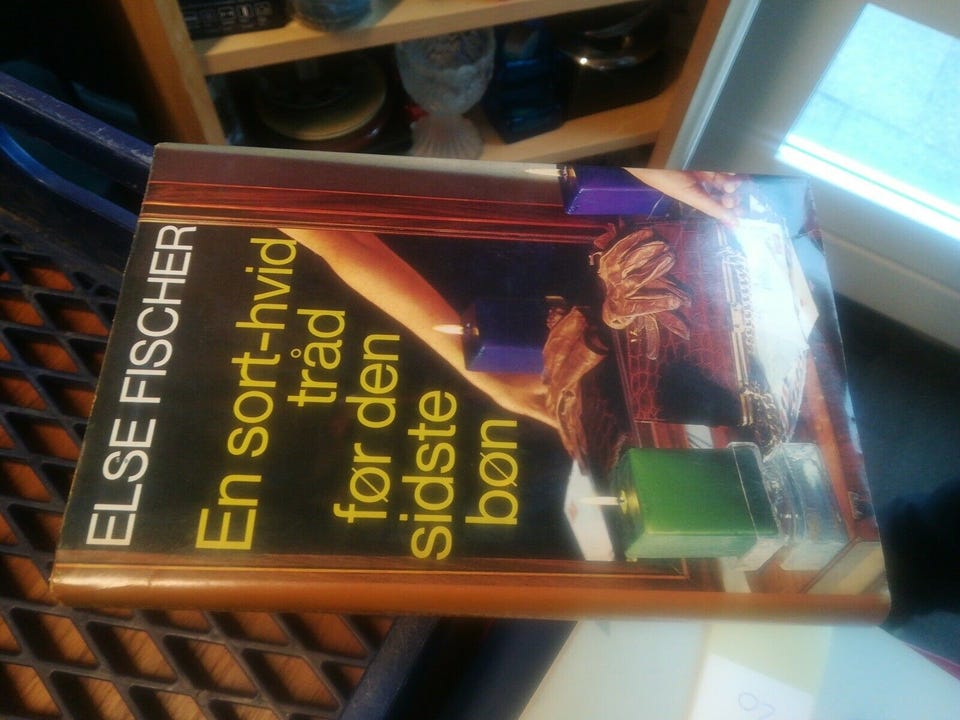 ELSE FISCHER
En sort-hvid
tråd
før den
sidste
bøn